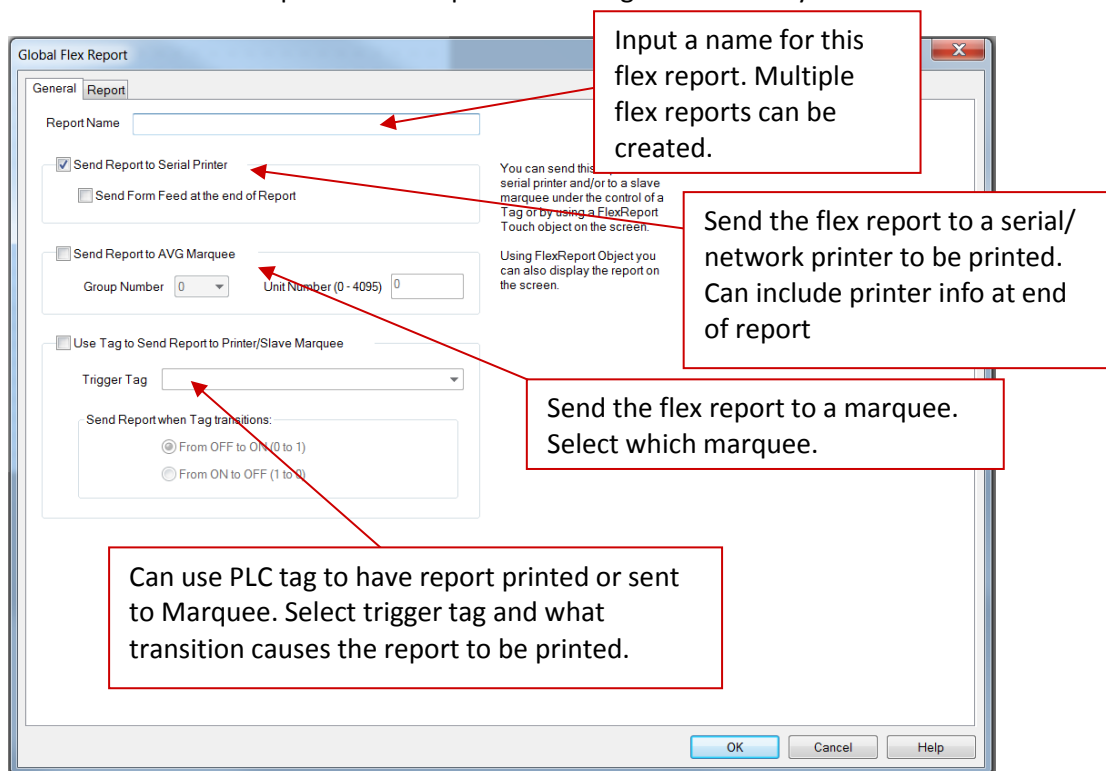 Global Flex Report
General Report
Report Name
Send Report to Serial Printer
Send Form Feed at the end of Report
Send Report to AVG Marquee
Group Number 0 Unit Number (0 - 4095) 0
Use Tag to Send Report to Printer/Slave Marquee
Trigger Tag
Send Report when Tag transitions:
From OFF to ON (0 to 1)
From ON to OFF (1 to 0)
You can send this
serial printer and/or to a slave
marquee under the control of a
Tag or by using a FlexReport
Touch object on the screen.
Using FlexReport Object you
can also display the report on
the screen.
Input a name for this
flex report. Multiple
flex reports can be
created.
Send the flex report to a serial/
network printer to be printed.
Can include printer info at end
of report
Send the flex report to a marquee.
Select which marquee.
Can use PLC tag to have report printed or sent
to Marquee. Select trigger tag and what
transition causes the report to be printed.
OK Cancel Help